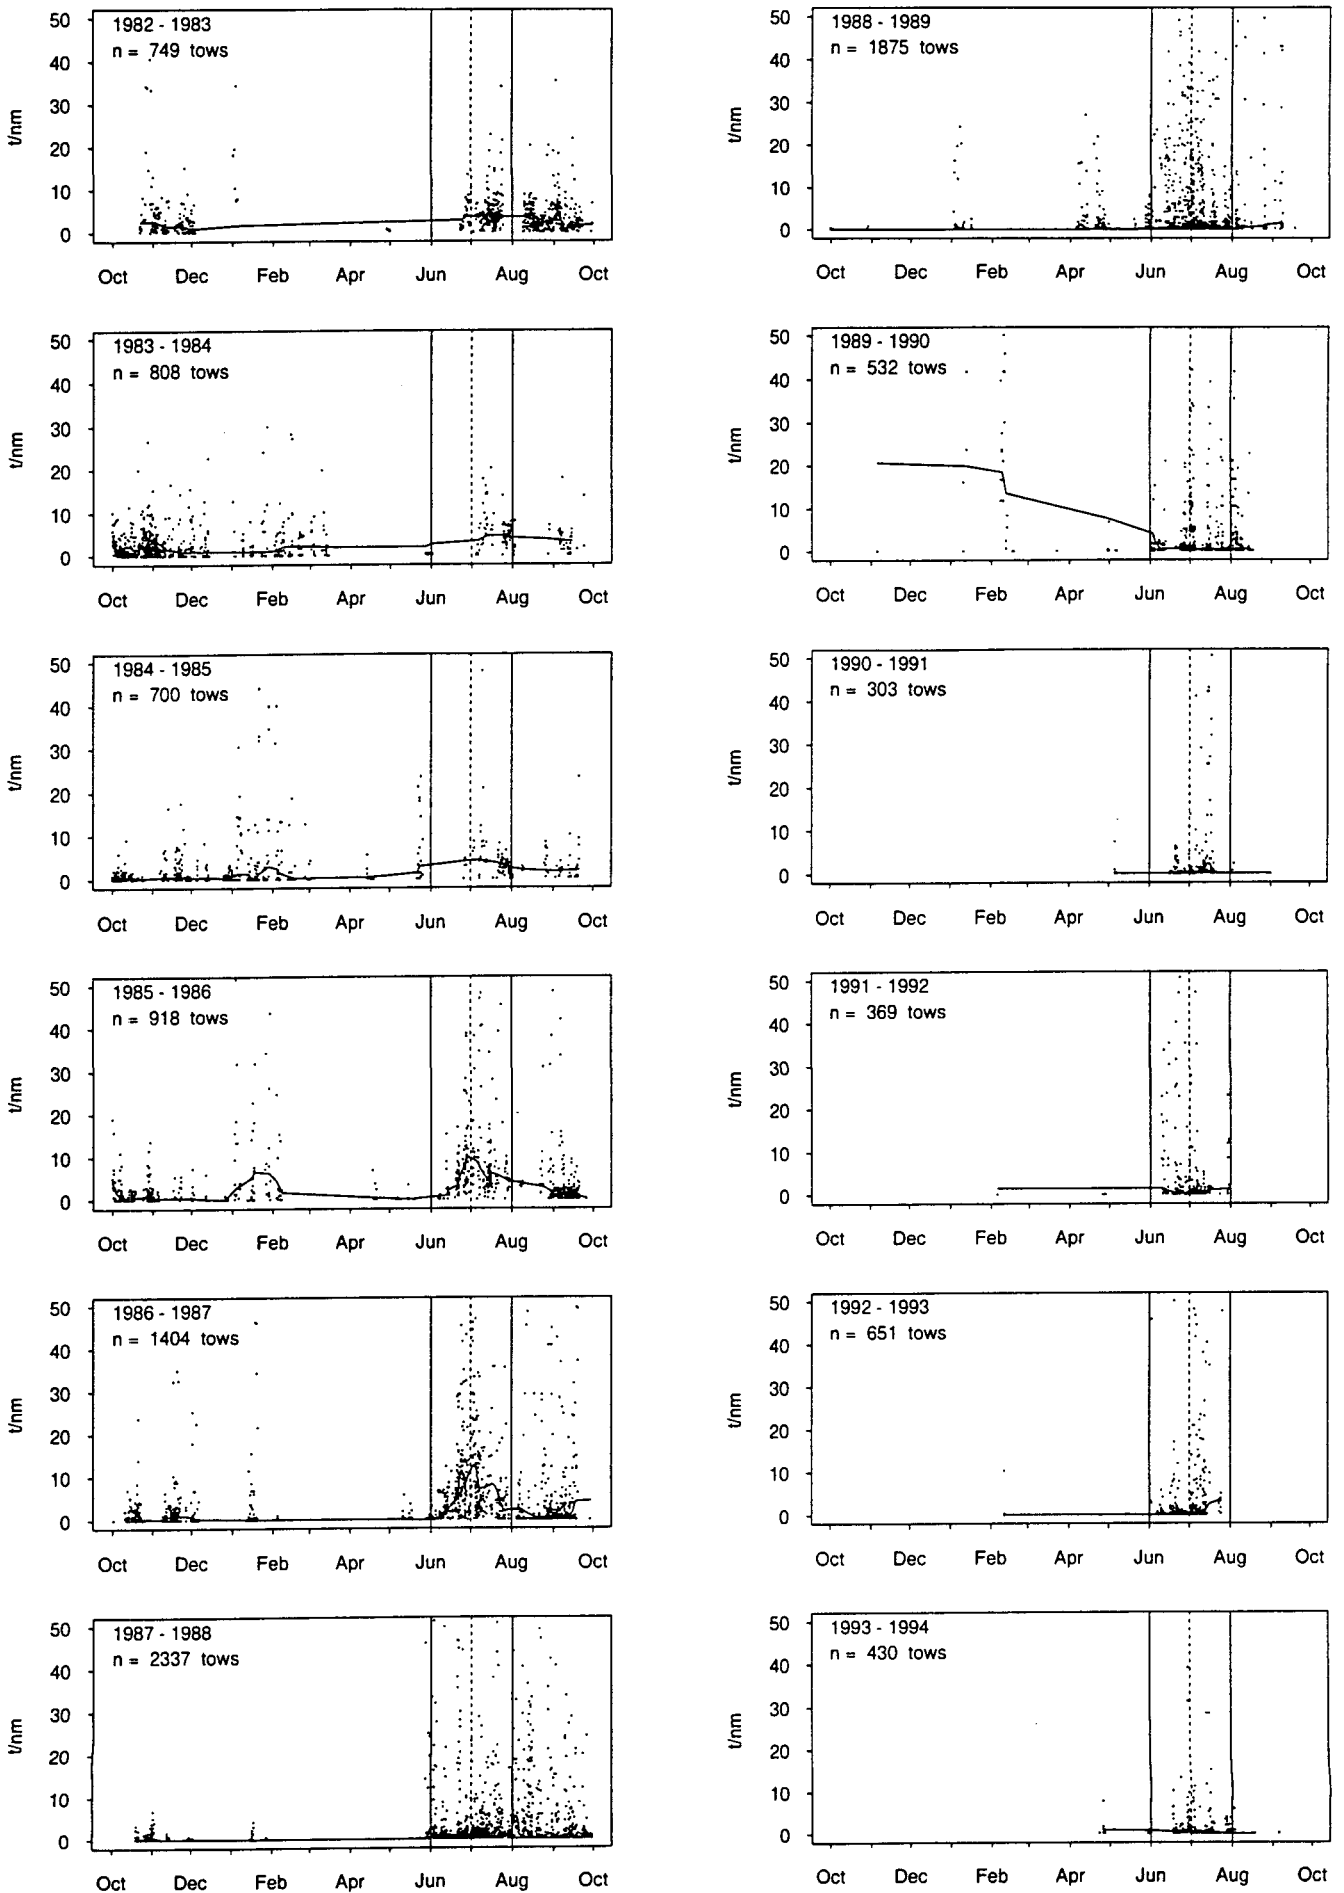 1982 - 1983
n = 749 tows
t/nm
50
40
30
20
10
0
Oct Dec Feb Apr Jun Aug Oct
1983 - 1984
n = 808 tows
t/nm
50
40
30
20
10
0
Oct Dec Feb Apr Jun Aug Oct
1984 - 1985
n = 700 tows
t/nm
50
40
30
20
10
0
Oct Dec Feb Apr Jun Aug Oct
1985 - 1986
n = 918 tows
t/nm
50
40
30
20
10
0
Oct Dec Feb Apr Jun Aug Oct
1986 - 1987
n = 1404 tows
t/nm
50
40
30
20
10
0
Oct Dec Feb Apr Jun Aug Oct
1987 - 1988
n = 2337 tows
t/nm
50
40
30
20
10
0
Oct Dec Feb Apr Jun Aug Oct
1988 - 1989
n = 1875 tows
t/nm
50
40
30
20
10
0
Oct Dec Feb Apr Jun Aug Oct
1989 - 1990
n = 532 tows
t/nm
50
40
30
20
10
0
Oct Dec Feb Apr Jun Aug Oct
1990 - 1991
n = 303 tows
t/nm
50
40
30
20
10
0
Oct Dec Feb Apr Jun Aug Oct
1991 - 1992
n = 369 tows
t/nm
50
40
30
20
10
0
Oct Dec Feb Apr Jun Aug Oct
1992 - 1993
n = 651 tows
t/nm
50
40
30
20
10
0
Oct Dec Feb Apr Jun Aug Oct
1993 - 1994
n = 430 tows
t/nm
50
40
30
20
10
0
Oct Dec Feb Apr Jun Aug Oct